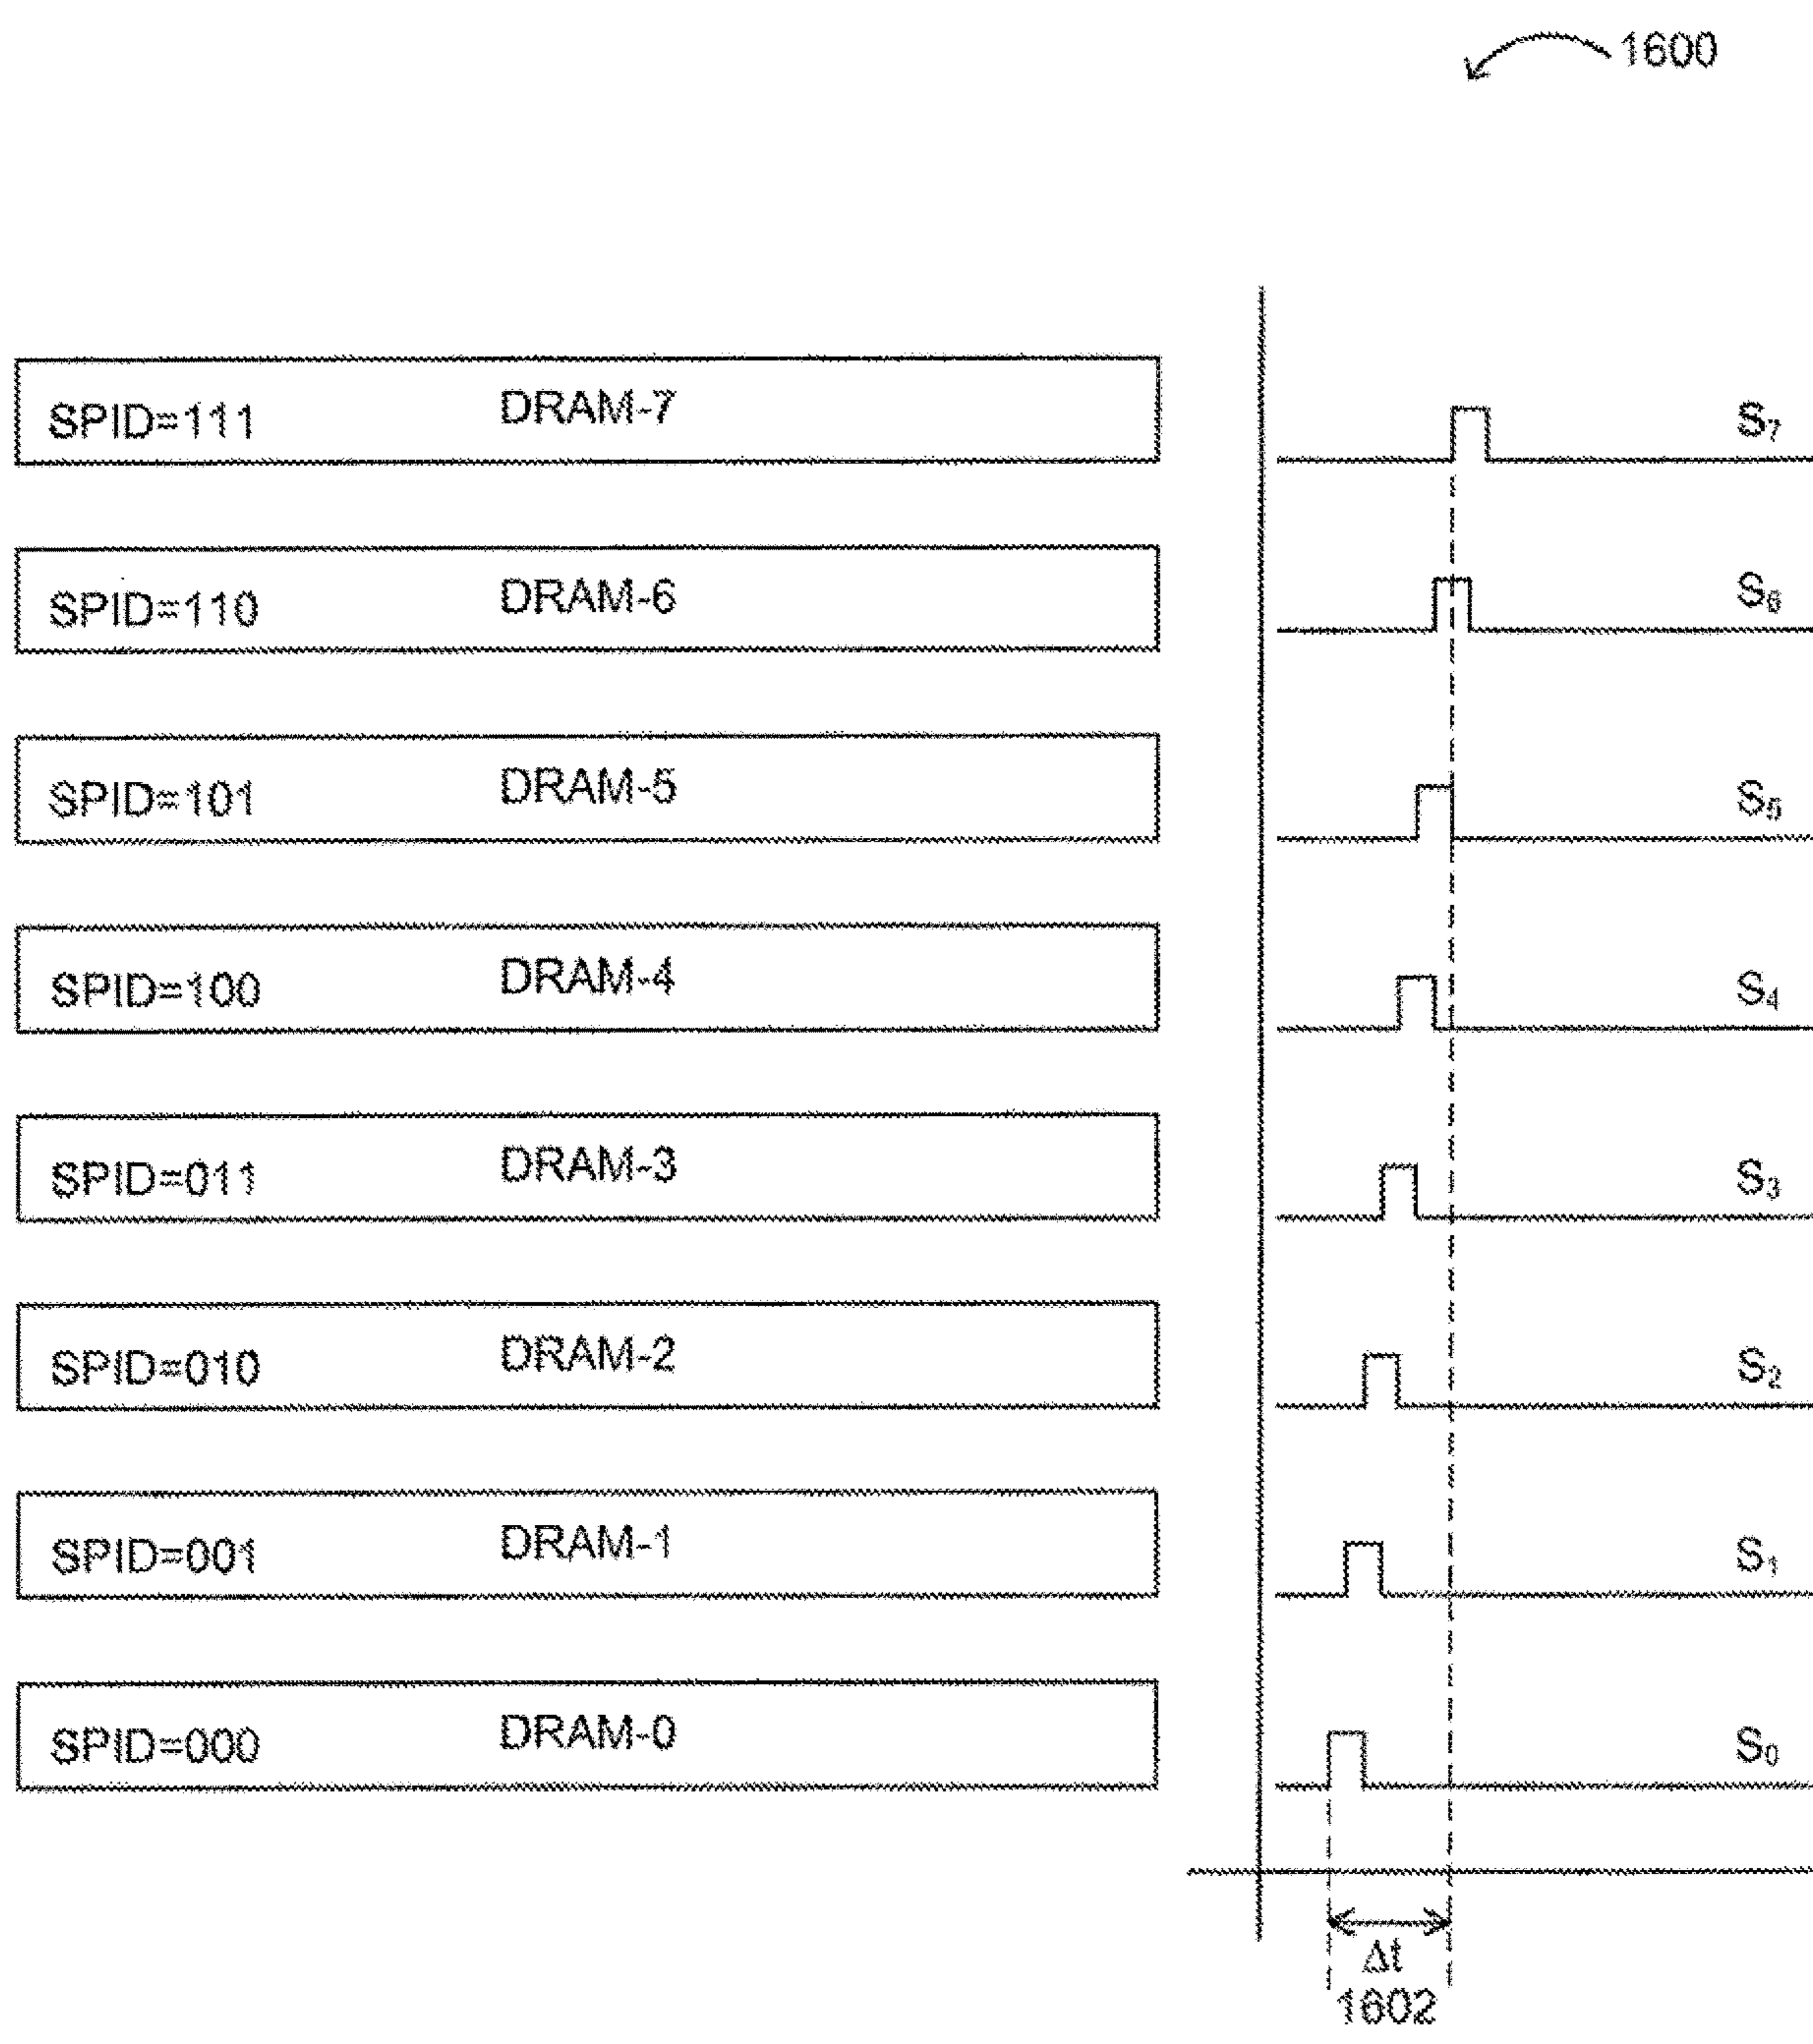 1600
SPID=111 DRAM-7 S₇
SPID=110 DRAM-6 S₆
SPID=101 DRAM-5 S₅
SPID=100 DRAM-4 S₄
SPID=011 DRAM-3 S₃
SPID=010 DRAM-2 S₂
SPID=001 DRAM-1 S₁
SPID=000 DRAM-0 S₀
Δt
1602